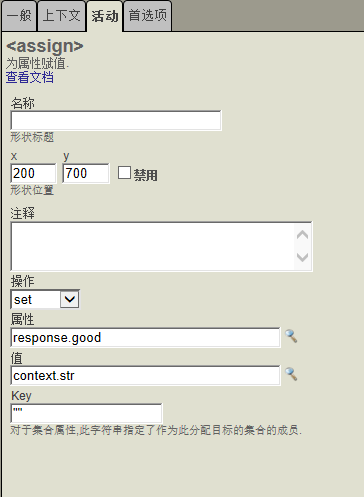 一般 上下文 活动 首选项
<assign>
为属性赋值.
查看文档
名称
形状标题
x y
200 700 禁用
形状位置
注释
操作
set
属性
response.good
值
context.str
Key
""
对于集合属性,此字符串指定了作为此分配目标的集合的成员.